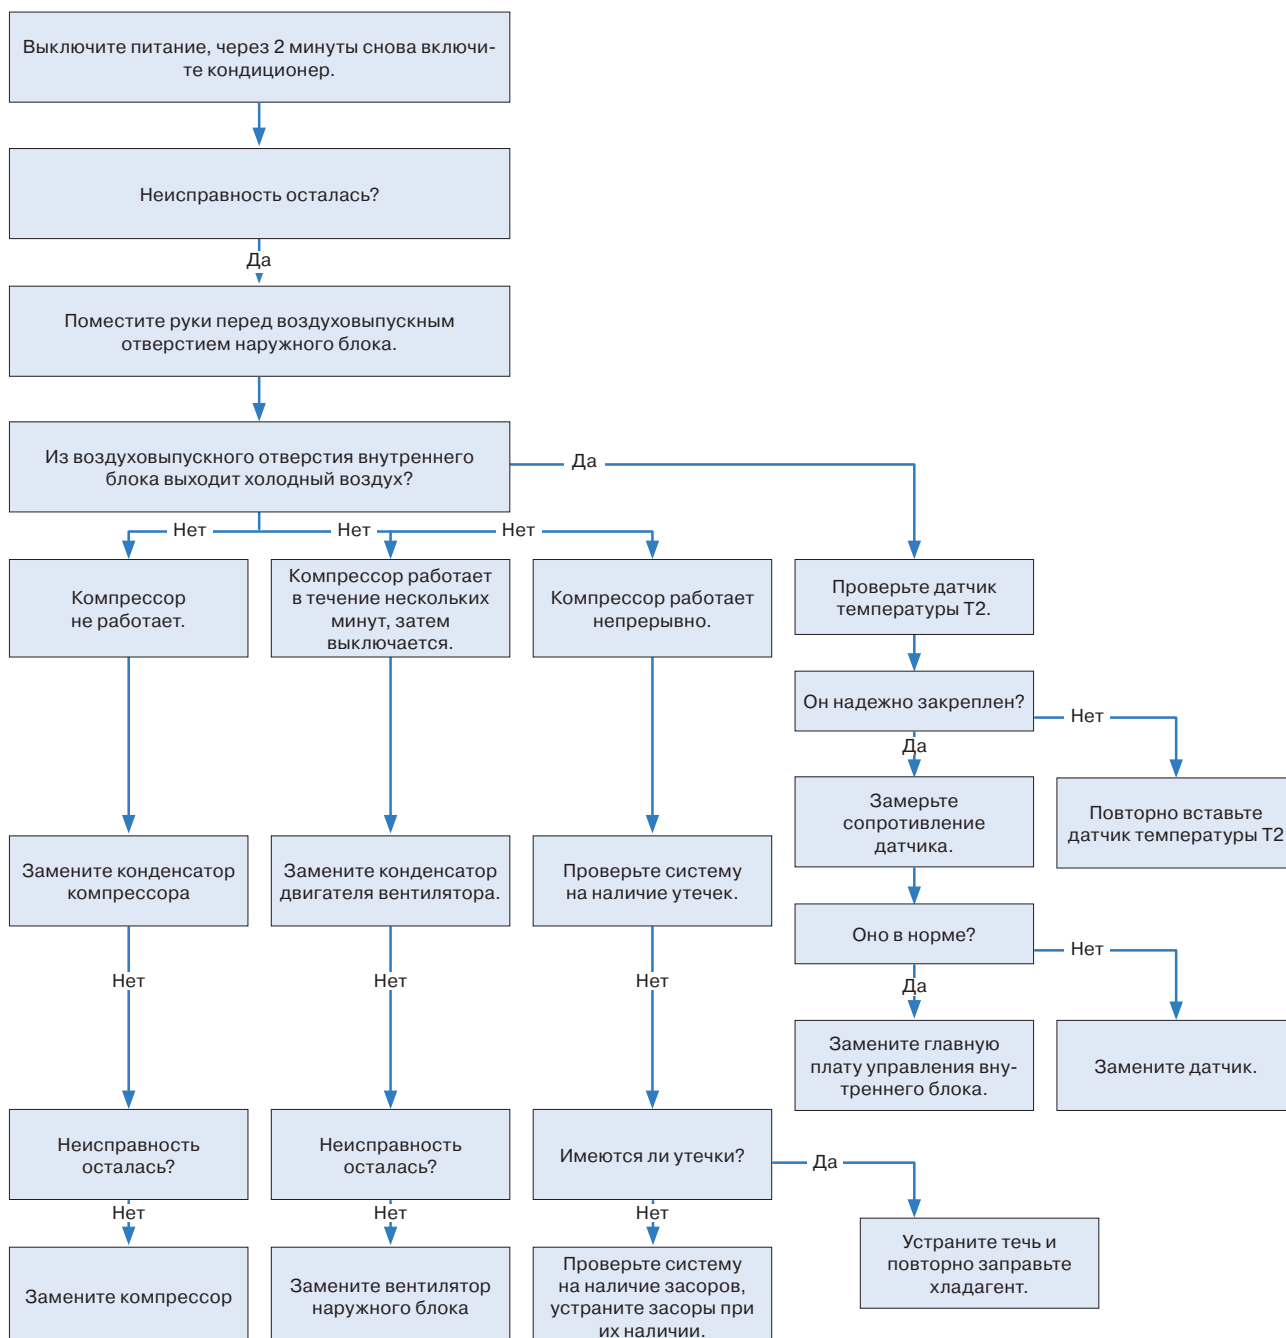 Выключите питание, через 2 минуты снова включи-
те кондиционер.
Неисправность осталась?
Да
Поместите руки перед воздуховыпускным
отверстием наружного блока.
Из воздуховыпускного отверстия внутреннего
блока выходит холодный воздух?
Да
Нет
Нет
Нет
Компрессор
не работает.
Компрессор работает
в течение нескольких
минут, затем
выключается.
Компрессор работает
непрерывно.
Проверьте датчик
температуры T2.
Он надежно закреплен?
Нет
Да
Замерьте
сопротивление
датчика.
Повторно вставьте
датчик температуры T2
Замените конденсатор
компрессора
Замените конденсатор
двигателя вентилятора.
Проверьте систему
на наличие утечек.
Оно в норме?
Нет
Да
Нет
Нет
Нет
Замените главную
плату управления вну-
треннего блока.
Замените датчик.
Неисправность
осталась?
Неисправность
осталась?
Имеются ли утечки?
Да
Нет
Нет
Нет
Устраните течь и
повторно заправьте
хладагент.
Замените компрессор
Замените вентилятор
наружного блока
Проверьте систему
на наличие засоров,
устраните засоры при
их наличии.